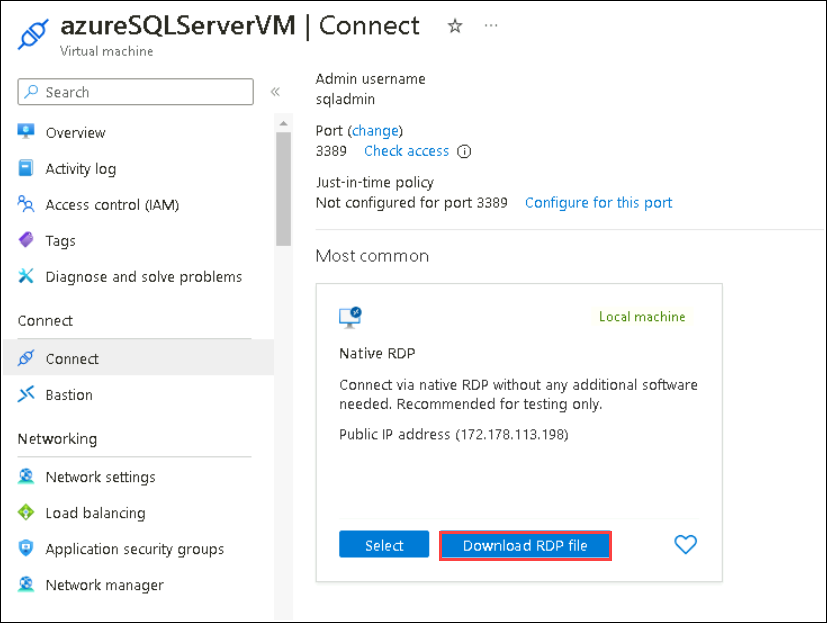 azureSQLServerVM | Connect
Virtual machine
Search
Overview
Activity log
Access control (IAM)
Tags
Diagnose and solve problems
Connect
Connect
Bastion
Networking
Network settings
Load balancing
Application security groups
Network manager
Admin username
sqladmin
Port (change)
3389 Check access
Just-in-time policy
Not configured for port 3389 Configure for this port
Most common
Local machine
Native RDP
Connect via native RDP without any additional software
needed. Recommended for testing only.
Public IP address (172.178.113.198)
Select Download RDP file